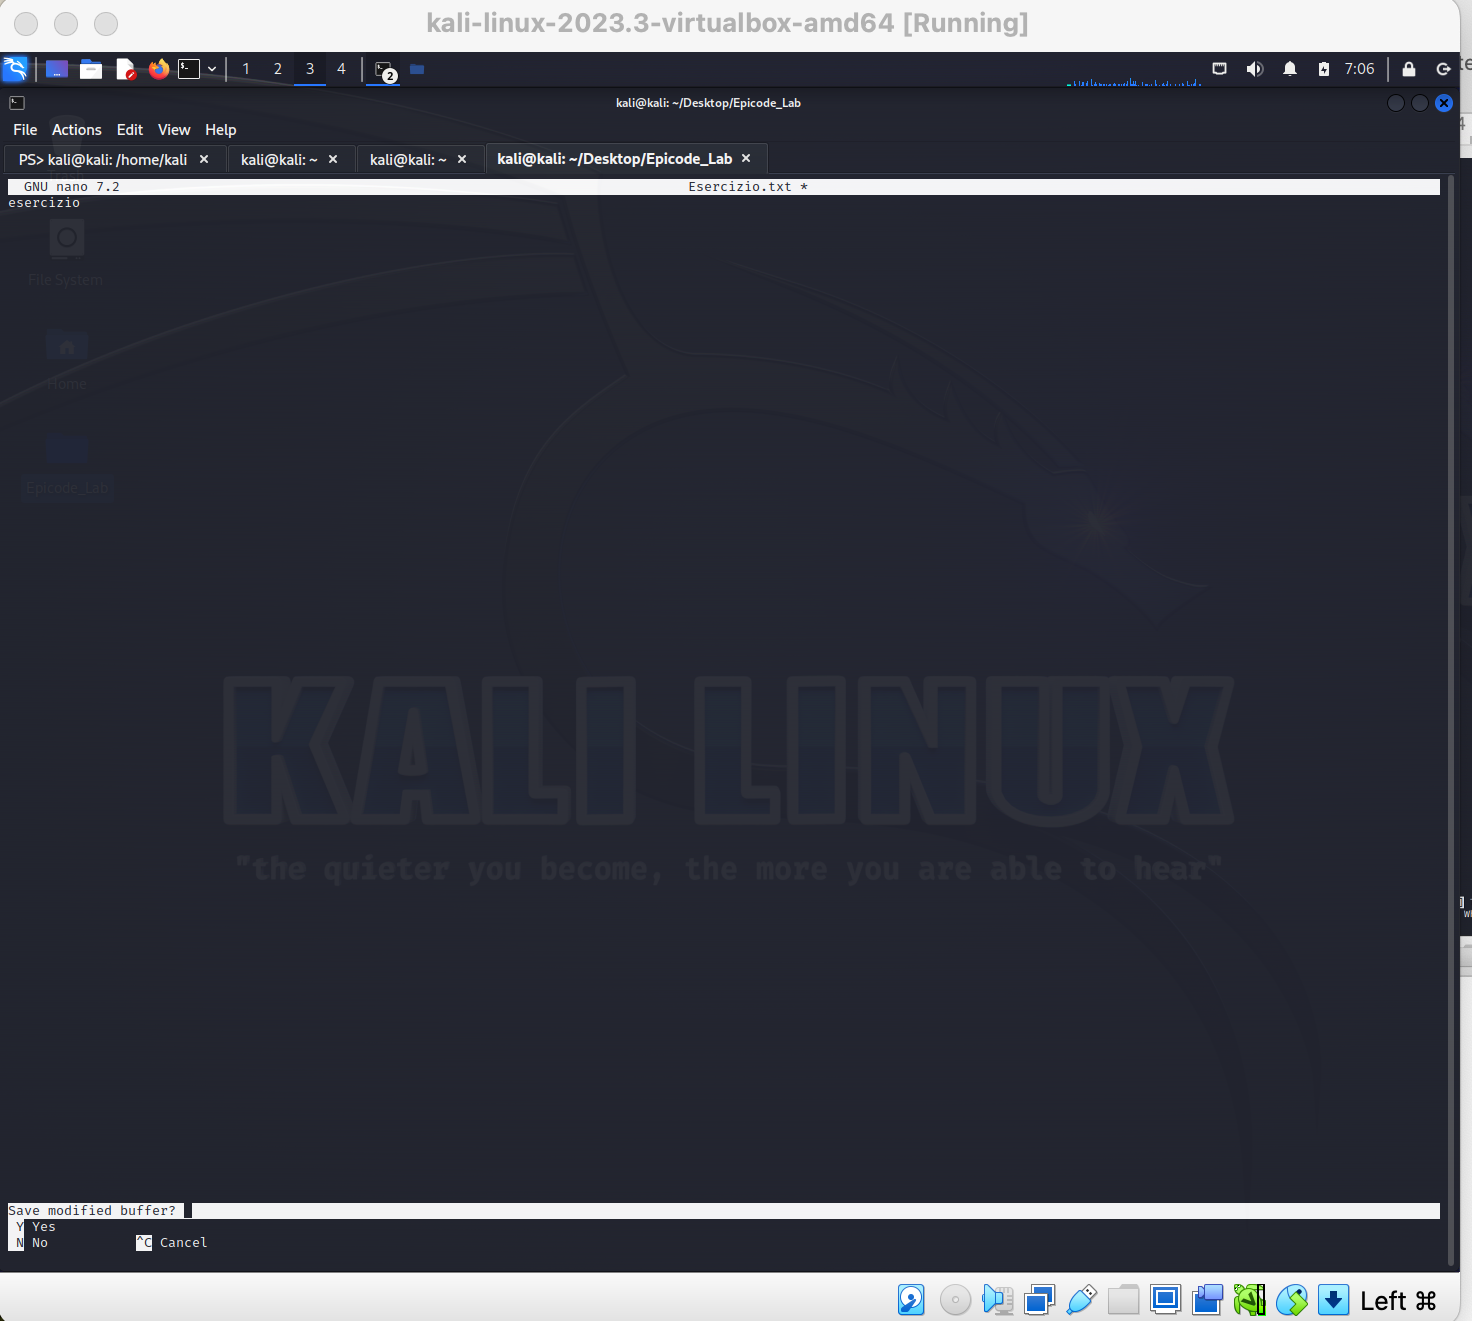 kali-linux-2023.3-virtualbox-amd64 [Running]
1 2 3 4 2 7:06
kali@kali: ~/Desktop/Epicode_Lab
File Actions Edit View Help
PS> kali@kali: /home/kali × kali@kali: ~ × kali@kali: ~ × kali@kali: ~/Desktop/Epicode_Lab ×
GNU nano 7.2 Esercizio.txt *
esercizio
File System
Home
Epicode_Lab
KALI LINUX
"the quieter you become, the more you are able to hear"
Save modified buffer?
Y Yes
N No ^C Cancel
Left ⌘